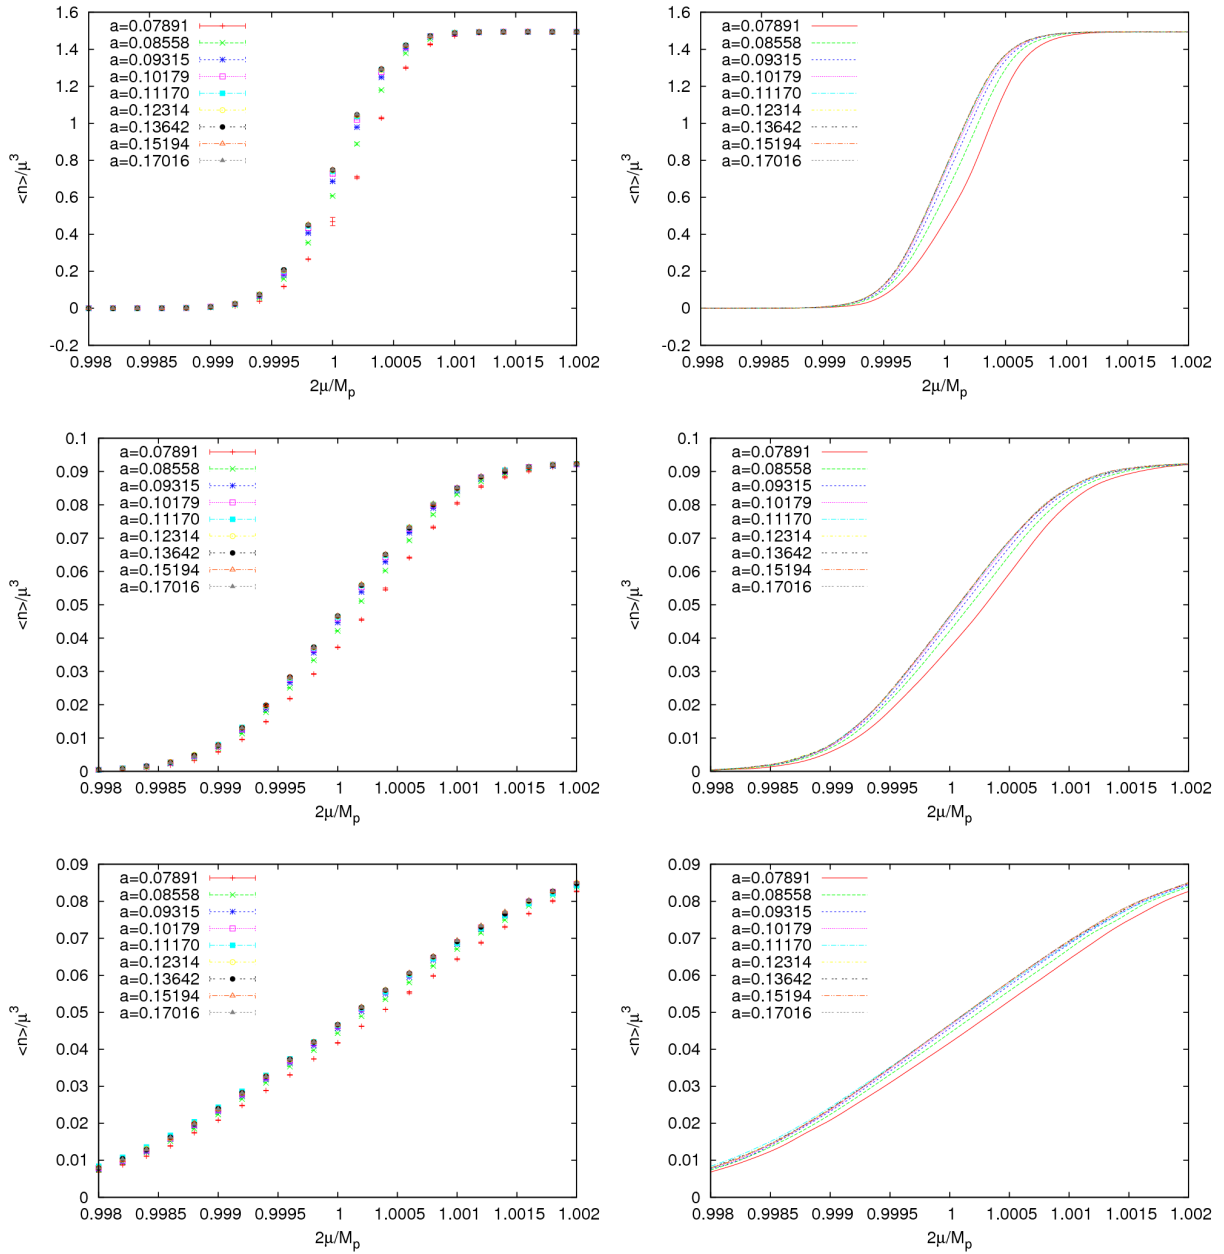 1.6
1.4
1.2
1
0.8
0.6
0.4
0.2
0
-0.2
<n>/μ³
a=0.07891
a=0.08558
a=0.09315
a=0.10179
a=0.11170
a=0.12314
a=0.13642
a=0.15194
a=0.17016
0.998 0.9985 0.999 0.9995 1 1.0005 1.001 1.0015 1.002
2μ/Mₚ
1.6
1.4
1.2
1
0.8
0.6
0.4
0.2
0
-0.2
<n>/μ³
a=0.07891
a=0.08558
a=0.09315
a=0.10179
a=0.11170
a=0.12314
a=0.13642
a=0.15194
a=0.17016
0.998 0.9985 0.999 0.9995 1 1.0005 1.001 1.0015 1.002
2μ/Mₚ
0.1
0.09
0.08
0.07
0.06
0.05
0.04
0.03
0.02
0.01
0
<n>/μ³
a=0.07891
a=0.08558
a=0.09315
a=0.10179
a=0.11170
a=0.12314
a=0.13642
a=0.15194
a=0.17016
0.998 0.9985 0.999 0.9995 1 1.0005 1.001 1.0015 1.002
2μ/Mₚ
0.1
0.09
0.08
0.07
0.06
0.05
0.04
0.03
0.02
0.01
0
<n>/μ³
a=0.07891
a=0.08558
a=0.09315
a=0.10179
a=0.11170
a=0.12314
a=0.13642
a=0.15194
a=0.17016
0.998 0.9985 0.999 0.9995 1 1.0005 1.001 1.0015 1.002
2μ/Mₚ
0.09
0.08
0.07
0.06
0.05
0.04
0.03
0.02
0.01
0
<n>/μ³
a=0.07891
a=0.08558
a=0.09315
a=0.10179
a=0.11170
a=0.12314
a=0.13642
a=0.15194
a=0.17016
0.998 0.9985 0.999 0.9995 1 1.0005 1.001 1.0015 1.002
2μ/Mₚ
0.09
0.08
0.07
0.06
0.05
0.04
0.03
0.02
0.01
0
<n>/μ³
a=0.07891
a=0.08558
a=0.09315
a=0.10179
a=0.11170
a=0.12314
a=0.13642
a=0.15194
a=0.17016
0.998 0.9985 0.999 0.9995 1 1.0005 1.001 1.0015 1.002
2μ/Mₚ